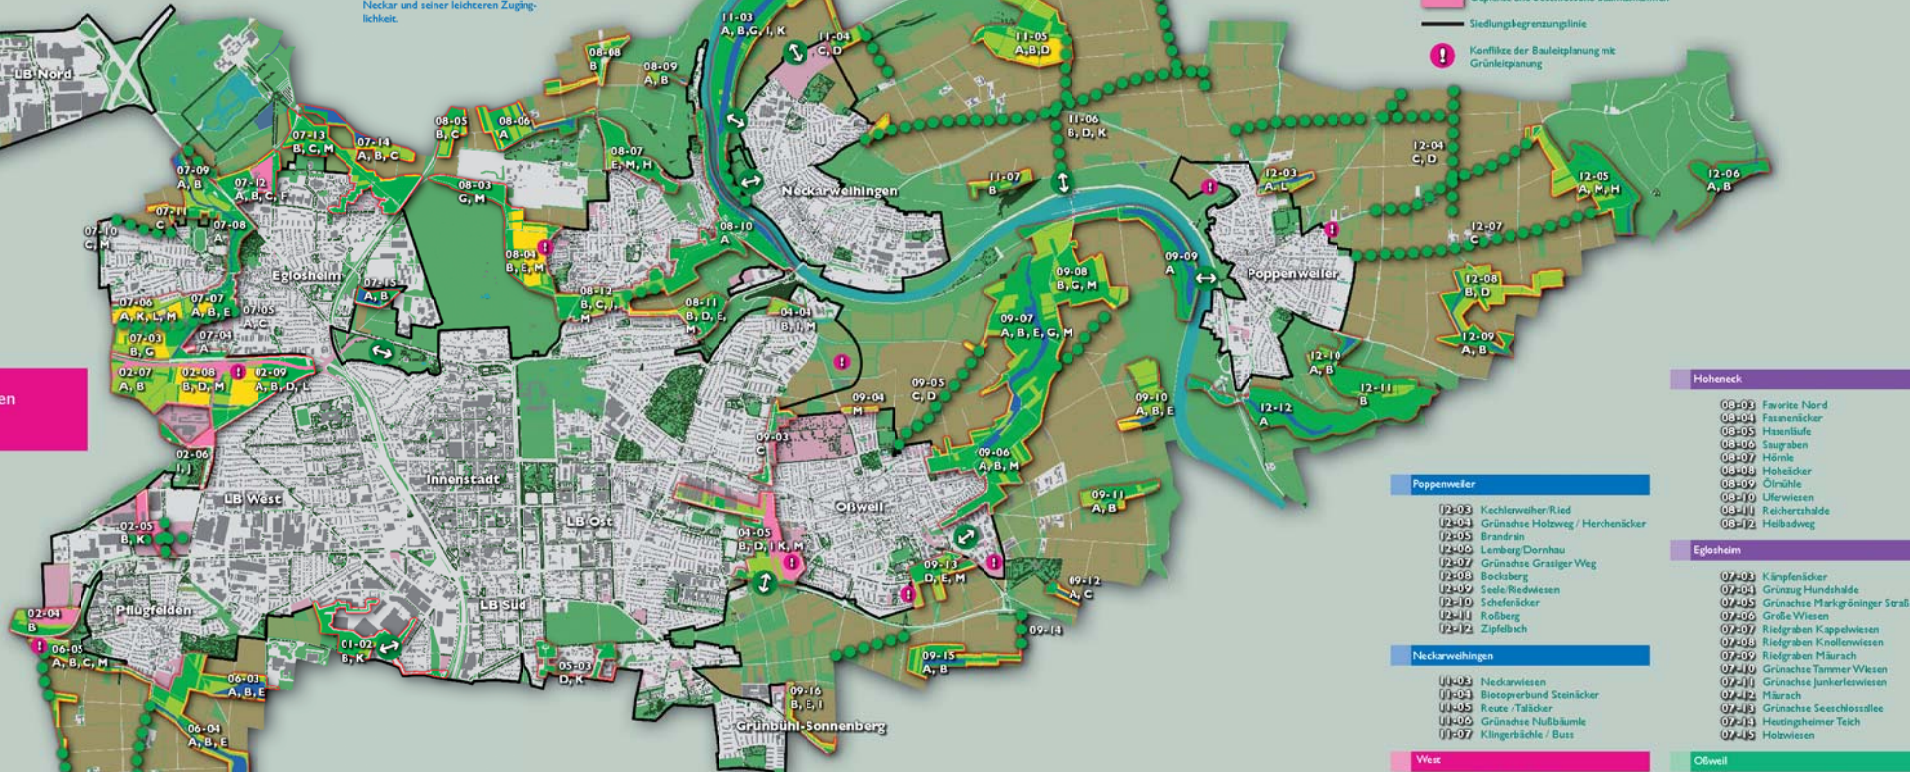 Neckar und seiner leichteren Zugäng-
lichkeit.
Siedlungsbegrenzungslinie
Konflikte der Bauleitplanung mit
Grünleitplanung
en
LB Nord
11-03
A, B,G, I, K
11-04
C, D
11-05
A,B,D
08-08
B
08-09
A, B
08-05
B, C
08-06
A
07-13
B, C, M
07-14
A, B, C
11-06
B, D, K
08-07
E, M, H
12-04
C, D
07-09
A, B
07-12
A, B, C, F
08-03
G, M
Neckarweihingen
11-07
B
12-03
A, L
12-05
A, M, H
12-06
A, B
07-11
C
07-10
C, M
07-08
A
08-10
A
12-07
C
08-04
B, E, M
09-09
A
Eglosheim
07-15
A, B
09-08
B, G, M
Poppenweiler
12-08
B, D
07-06
A, K, L, M
07-07
A, B, E
07-05
A, C
08-12
B, C, I,
M
08-11
B, D, E,
M
04-04
B, I, M
09-07
A, B, E, G, M
07-03
B, G
07-04
A
12-09
A, B
12-10
A, B
02-07
A, B
02-08
B, D, M
02-09
A, B, D, L
09-05
C, D
09-04
M
09-10
A, B, E
12-11
B
12-12
A
09-03
C
02-06
I, J
09-06
A, B, M
Innenstadt
LB West
LB Ost
Oßweil
09-11
A, B
02-05
B, K
04-05
B, D, I K, M
09-13
D, E, M
09-12
A, C
02-04
B
Pflugfelden
LB Süd
09-14
06-05
A, B, C, M
01-02
B, K
05-03
D, K
09-15
A, B
06-03
A, B, E
09-16
B, E, I
06-04
A, B, E
Grünbühl-Sonnenberg
Poppenweiler
12-03 Kechlerweiher/Ried
12-04 Grünachse Holzweg / Herchenäcker
12-05 Brandrain
12-06 Lemberg/Dornhau
12-07 Grünachse Grasiger Weg
12-08 Bocksberg
12-09 Seele/Riedwiesen
12-10 Scheferäcker
12-11 Roßberg
12-12 Zipfelbach
Neckarweihingen
11-03 Neckarwiesen
11-04 Biotopverbund Steinäcker
11-05 Reute /Taläcker
11-06 Grünachse Nußbäumle
11-07 Klingerbächle / Buss
West
Hoheneck
08-03 Favorite Nord
08-04 Fasanenäcker
08-05 Hasenläufe
08-06 Saugraben
08-07 Hörnle
08-08 Hoheäcker
08-09 Ölmühle
08-10 Uferwiesen
08-11 Reichertshalde
08-12 Heilbadweg
Eglosheim
07-03 Kämpfenäcker
07-04 Grünzug Hundshalde
07-05 Grünachse Markgröninger Straß
07-06 Große Wiesen
07-07 Riedgraben Kappelwiesen
07-08 Riedgraben Knollenwiesen
07-09 Riedgraben Mäurach
07-10 Grünachse Tammer Wiesen
07-11 Grünachse Junkerleswiesen
07-12 Mäurach
07-13 Grünachse Seeschlossallee
07-14 Heutingsheimer Teich
07-15 Holzwiesen
Oßweil